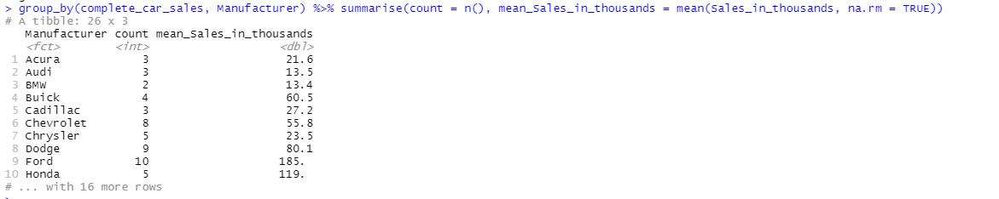 > group_by(complete_car_sales, Manufacturer) %>% summarise(count = n(), mean_Sales_in_thousands = mean(Sales_in_thousands, na.rm = TRUE))
# A tibble: 26 x 3
   Manufacturer count mean_Sales_in_thousands
   <fct>        <int>                   <dbl>
 1 Acura            3                    21.6
 2 Audi             3                    13.5
 3 BMW              2                    13.4
 4 Buick            4                    60.5
 5 Cadillac         3                    27.2
 6 Chevrolet        8                    55.8
 7 Chrysler         5                    23.5
 8 Dodge            9                    80.1
 9 Ford            10                   185.
10 Honda            5                   119.
# ... with 16 more rows